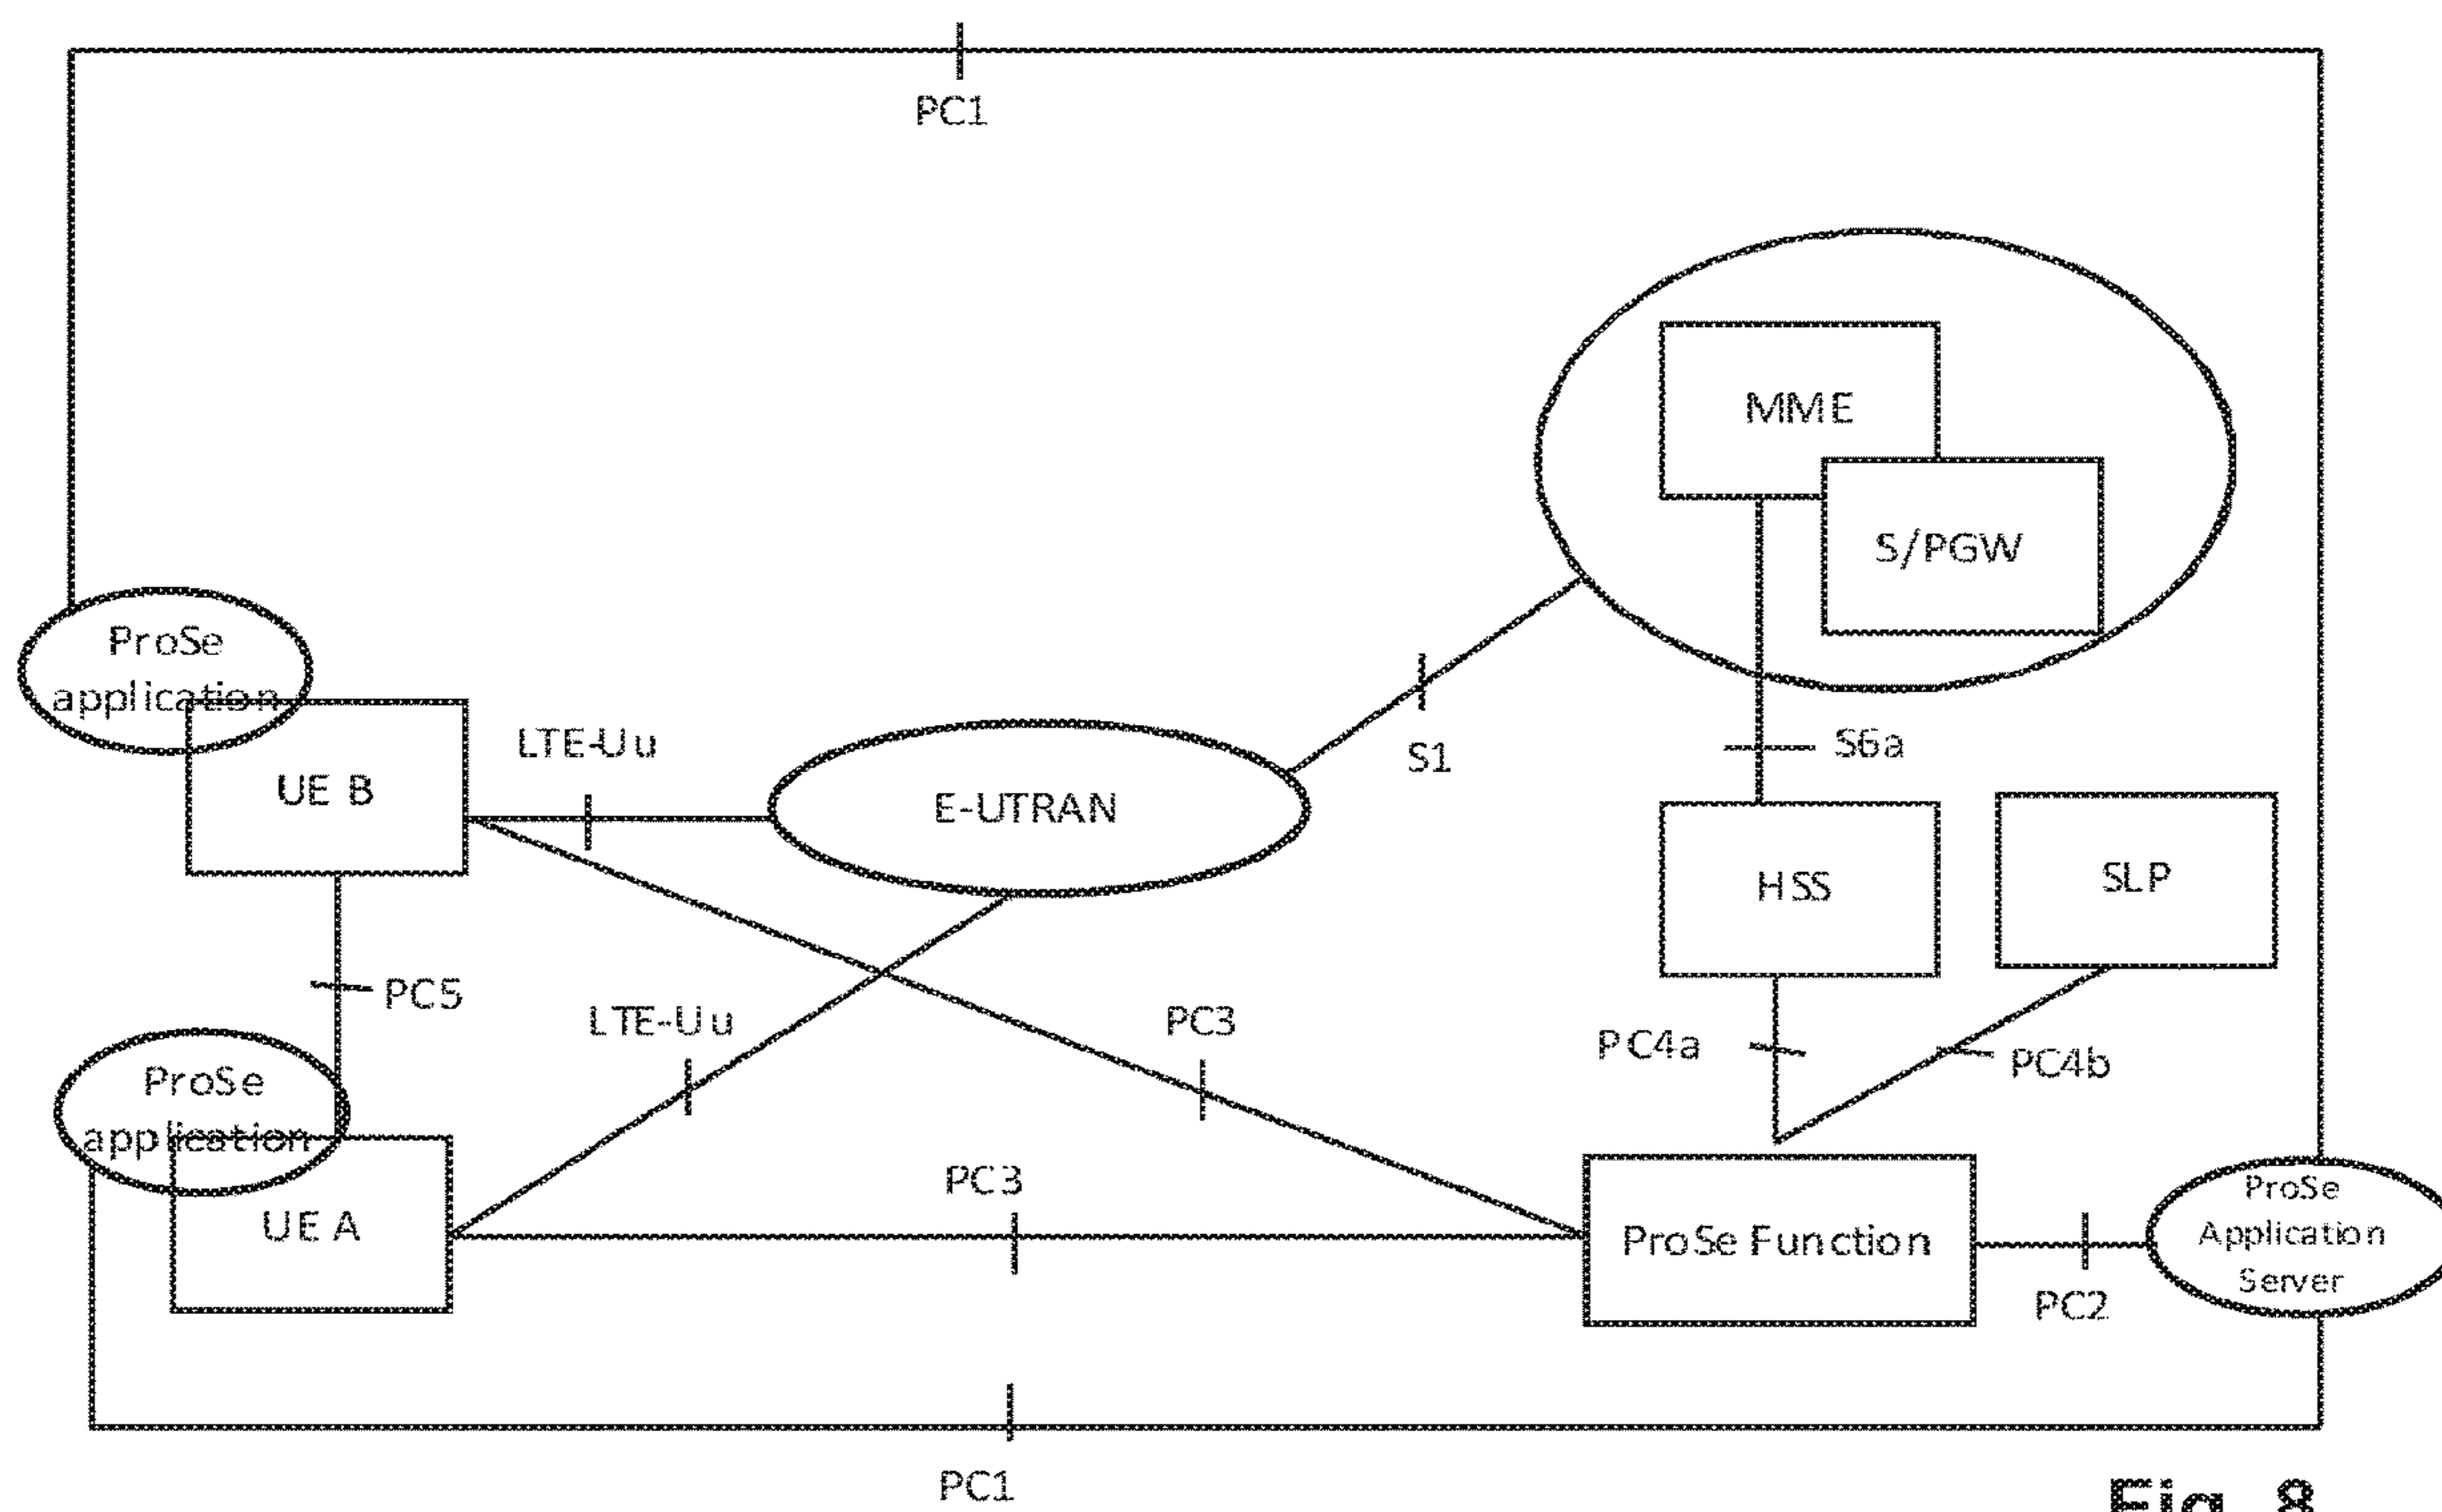 PC1
MME
S/PGW
ProSe
application
UE B
LTE-Uu
E-UTRAN
S1
S6a
HSS
SLP
PC5
LTE-Uu
PC3
PC4a
PC4b
ProSe
application
UE A
PC3
ProSe Function
PC2
ProSe
Application
Server
PC1
Fig. 8